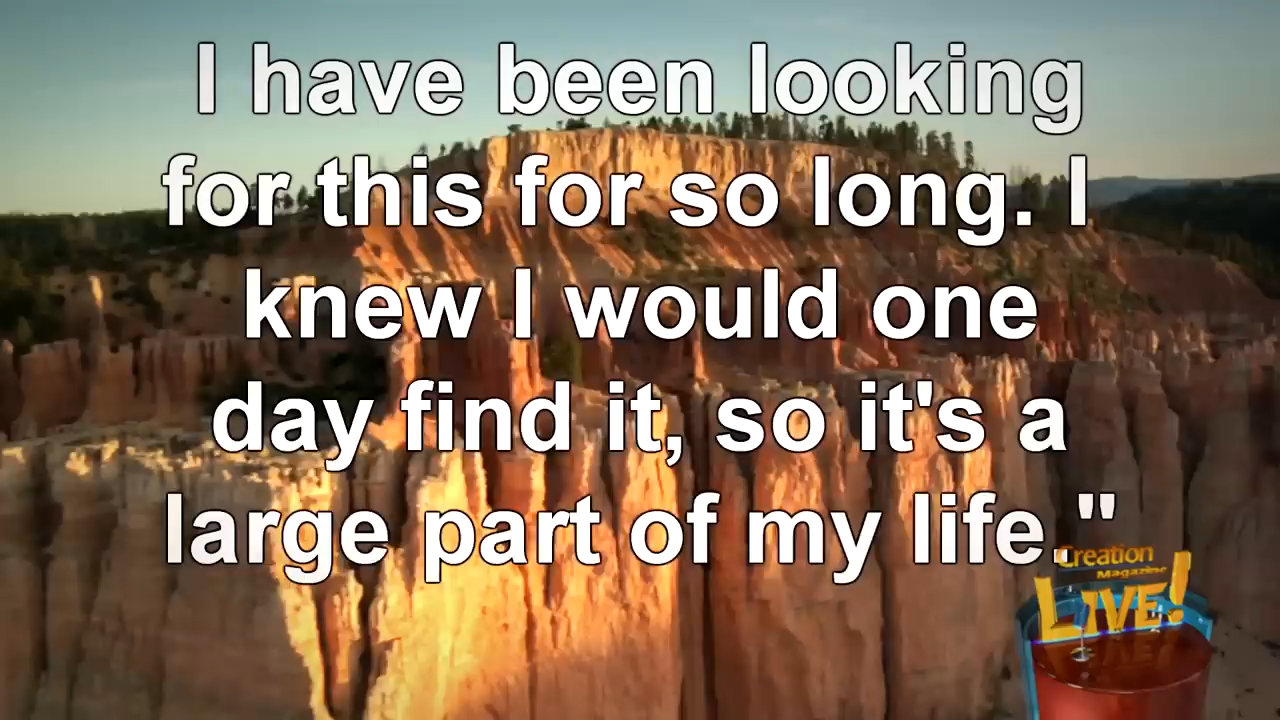 I have been looking
for this for so long. I
knew I would one
day find it, so it's a
large part of my life."
Creation
Magazine
LIVE!